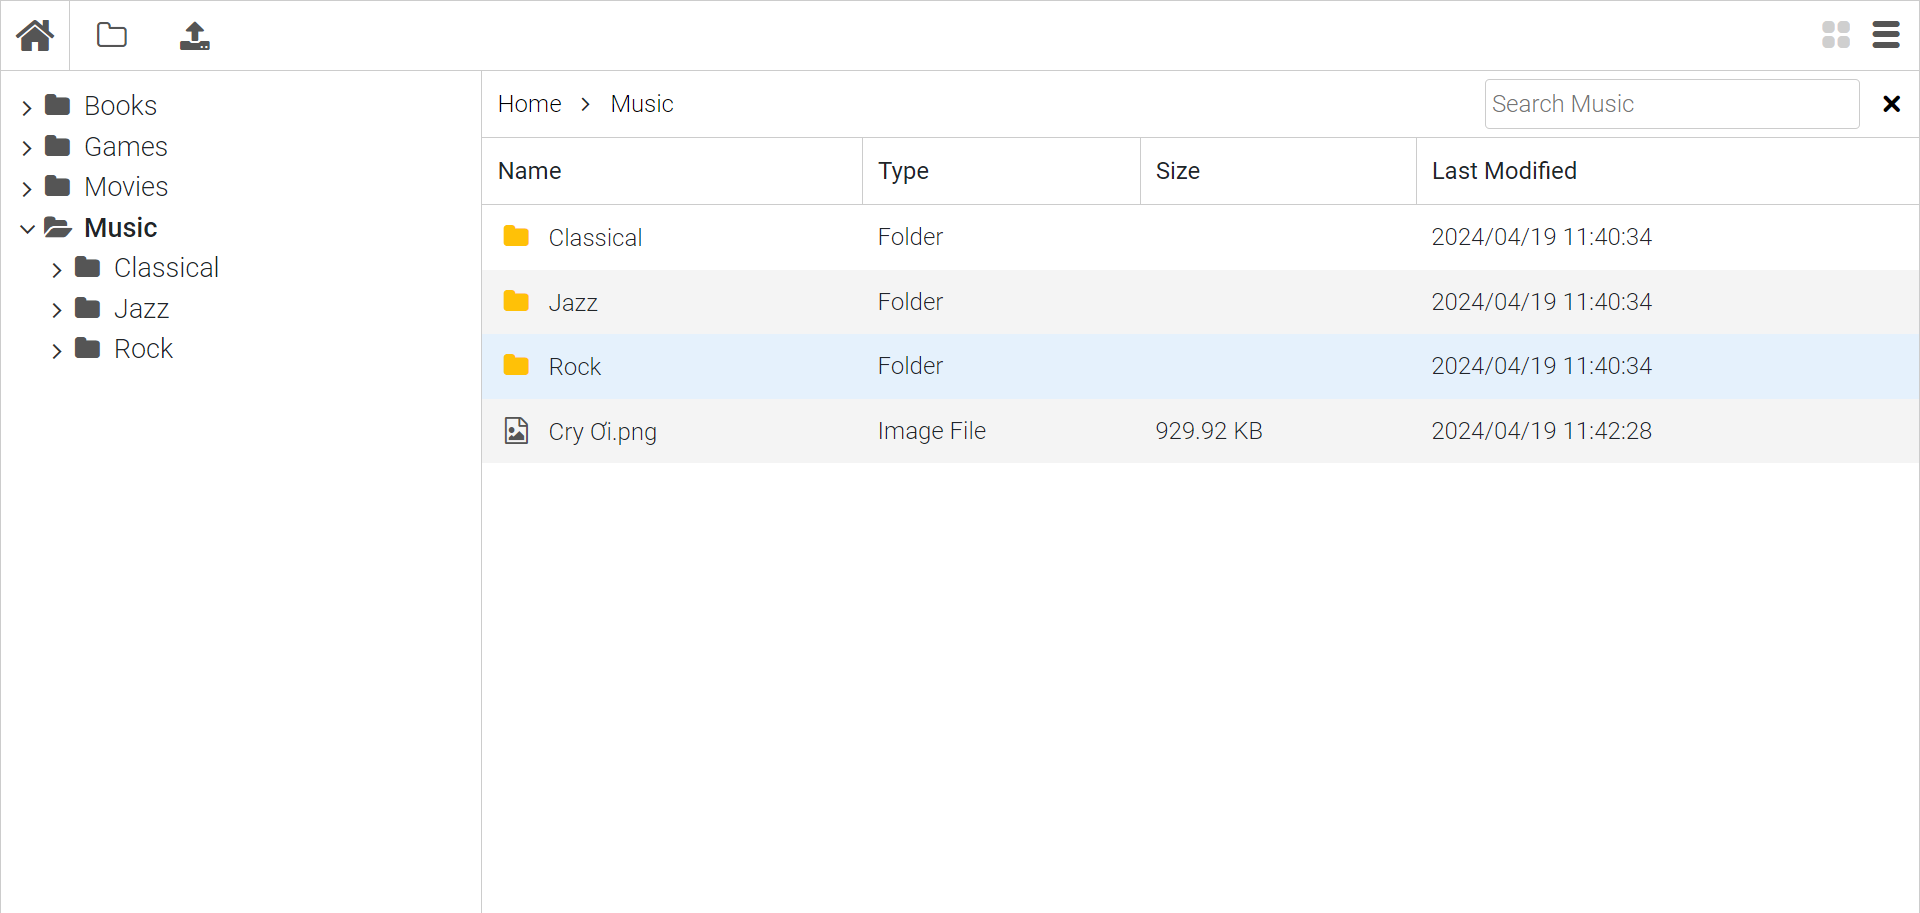 Books
Games
Movies
Music
Classical
Jazz
Rock
Home > Music
Search Music
Name Type Size Last Modified
Classical Folder 2024/04/19 11:40:34
Jazz Folder 2024/04/19 11:40:34
Rock Folder 2024/04/19 11:40:34
Cry Ơi.png Image File 929.92 KB 2024/04/19 11:42:28